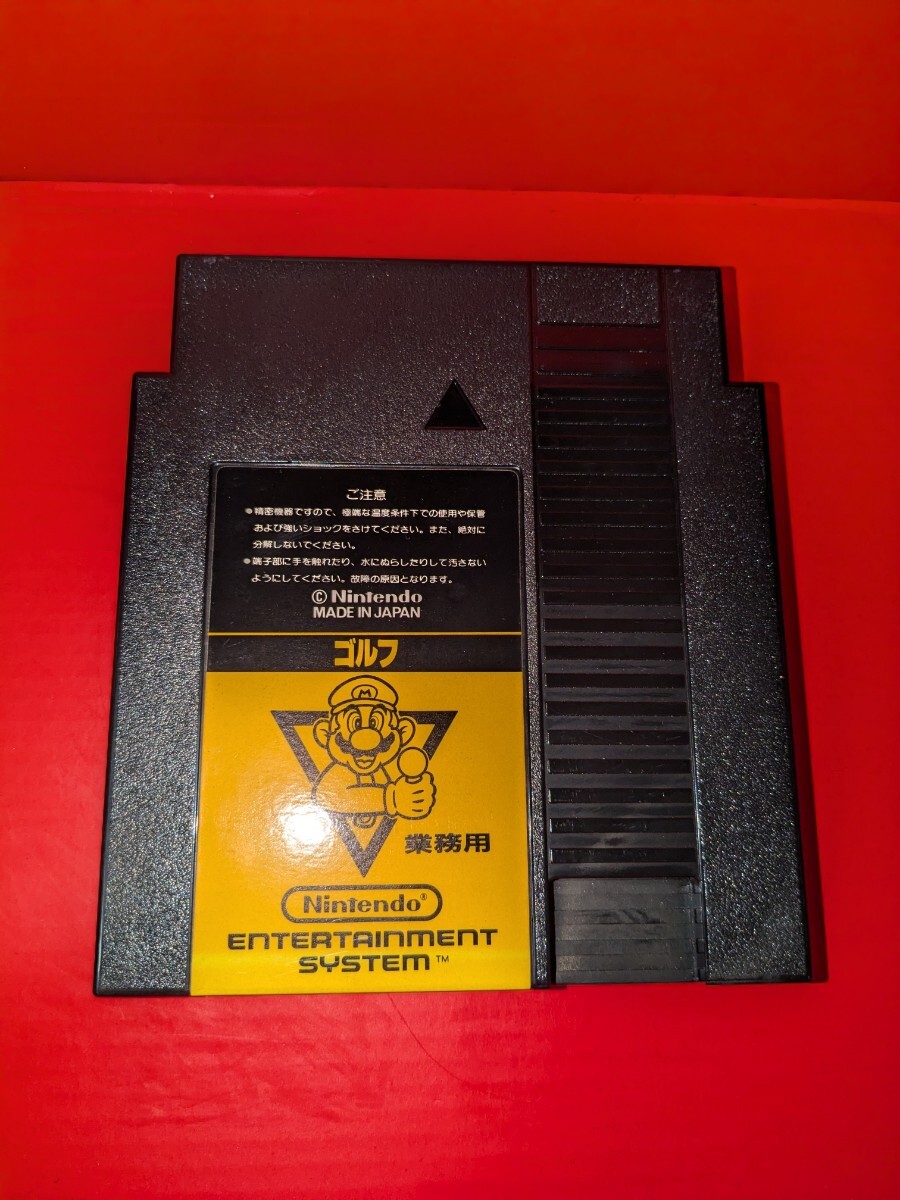 ご注意
●精密機器ですので、極端な温度条件下での使用や保管
および強いショックをさけてください。また、絶対に
分解しないでください。
●端子部に手を触れたり、水にぬらしたりして汚さない
ようにしてください。故障の原因となります。
© Nintendo
MADE IN JAPAN
ゴルフ
M
業務用
Nintendo®
ENTERTAINMENT
SYSTEM™